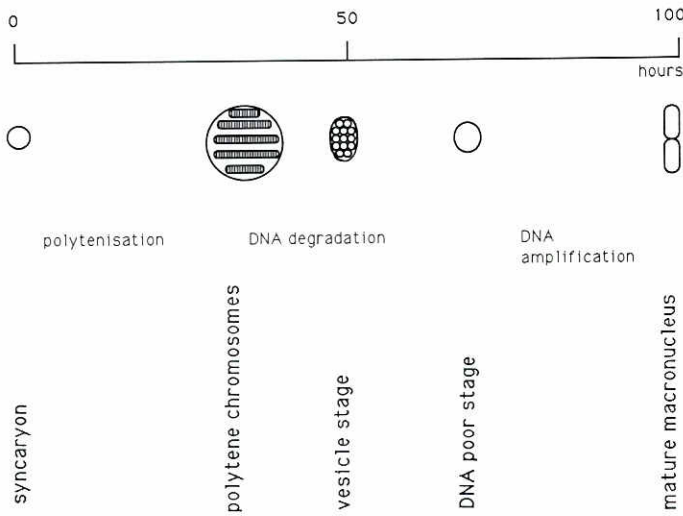 0
50
100
hours
polytenisation
DNA degradation
DNA
amplification
syncaryon
polytene chromosomes
vesicle stage
DNA poor stage
mature macronucleus